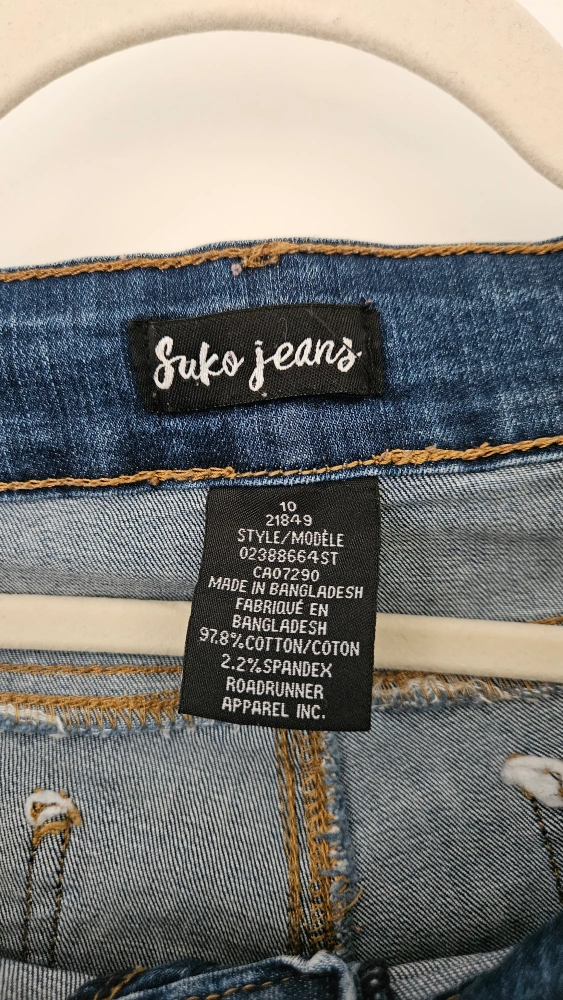 Suko jeans
10
21849
STYLE/MODÈLE
02388664ST
CA07290
MADE IN BANGLADESH
FABRIQUÉ EN
BANGLADESH
97.8%COTTON/COTON
2.2%SPANDEX
ROADRUNNER
APPAREL INC.